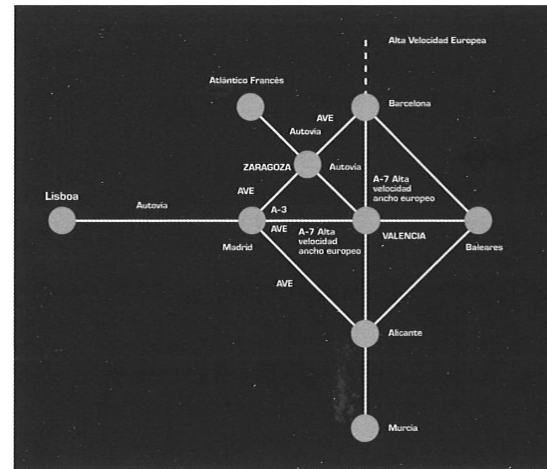 Alta Velocidad Europea
Atlántico Francés
Barcelona
AVE
Autovia
ZARAGOZA
Autovia
A-7 Alta
velocidad
ancho europeo
AVE
Lisboa
Autovia
A-3
AVE
A-7 Alta
velocidad
ancho europeo
Madrid
VALENCIA
Baleares
AVE
Alicante
Murcia